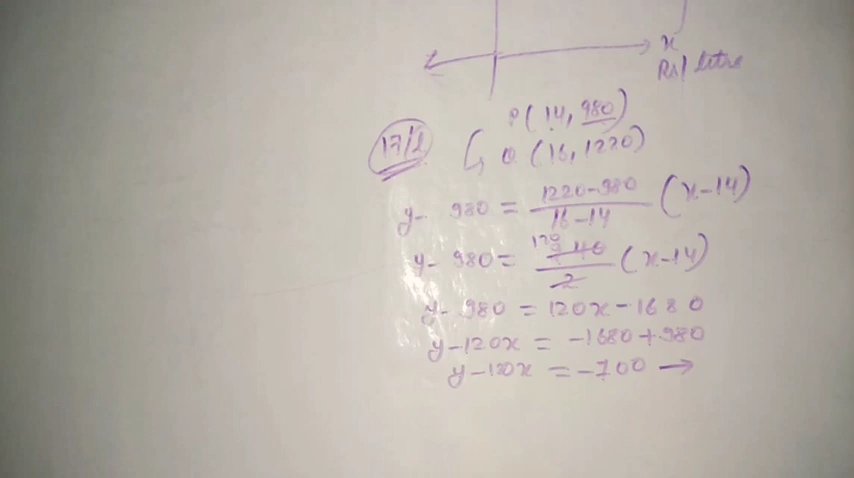 x
Rs/ litre
P(14, 980)
17/L Q (16, 1220)
y- 980 = 1220-980 / 16-14 (x-14)
y- 980 = 120 240 / 2 (x-14)
y- 980 = 120x - 1680
y-120x = -1680+980
y-120x = -700 →